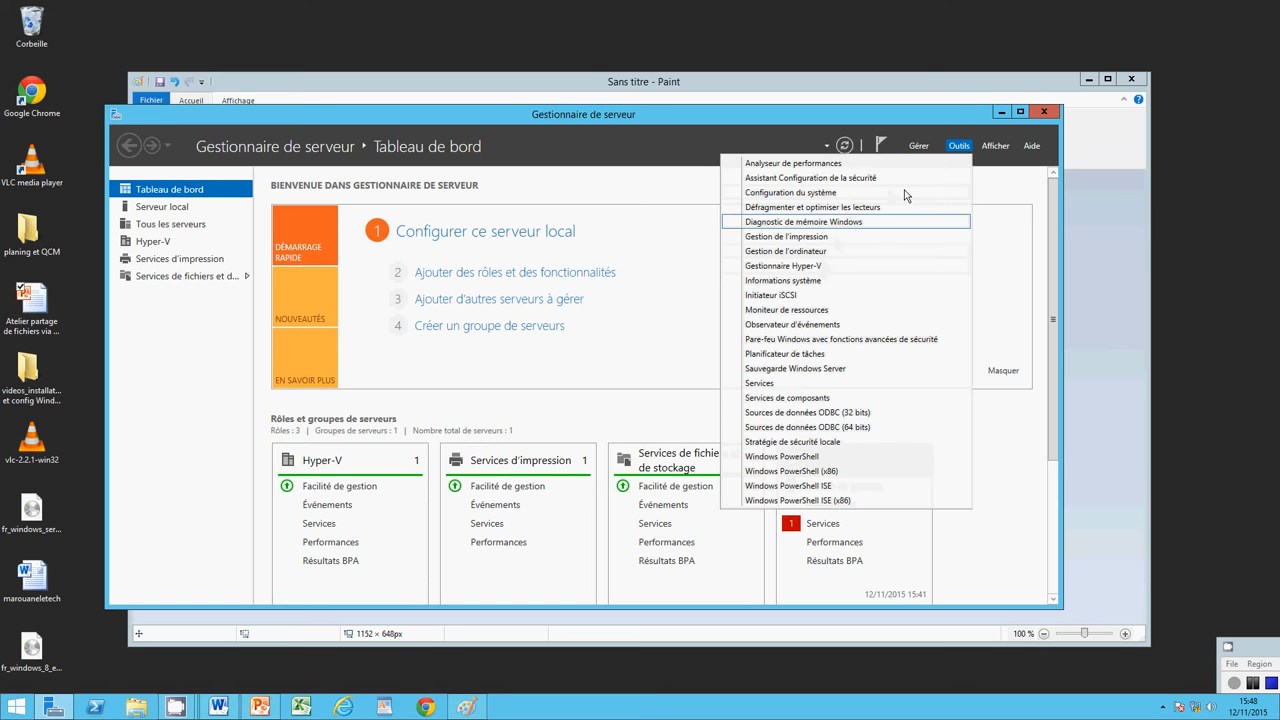 Corbeille
Google Chrome
VLC media player
planing et QCM
Atelier partage
de fichiers via ...
videos_installat...
et config Wind...
vlc-2.2.1-win32
fr_windows_ser...
marouaneletech
fr_windows_8_e...
Sans titre - Paint
Fichier
Accueil
Affichage
Gestionnaire de serveur
Gestionnaire de serveur
Tableau de bord
Gérer
Outils
Afficher
Aide
Tableau de bord
Serveur local
Tous les serveurs
Hyper-V
Services d'impression
Services de fichiers et d...
BIENVENUE DANS GESTIONNAIRE DE SERVEUR
DÉMARRAGE
RAPIDE
NOUVEAUTÉS
EN SAVOIR PLUS
1 Configurer ce serveur local
2 Ajouter des rôles et des fonctionnalités
3 Ajouter d'autres serveurs à gérer
4 Créer un groupe de serveurs
Masquer
Analyseur de performances
Assistant Configuration de la sécurité
Configuration du système
Défragmenter et optimiser les lecteurs
Diagnostic de mémoire Windows
Gestion de l'impression
Gestion de l'ordinateur
Gestionnaire Hyper-V
Informations système
Initiateur iSCSI
Moniteur de ressources
Observateur d'événements
Pare-feu Windows avec fonctions avancées de sécurité
Planificateur de tâches
Sauvegarde Windows Server
Services
Services de composants
Sources de données ODBC (32 bits)
Sources de données ODBC (64 bits)
Stratégie de sécurité locale
Windows PowerShell
Windows PowerShell (x86)
Windows PowerShell ISE
Windows PowerShell ISE (x86)
Rôles et groupes de serveurs
Rôles : 3 | Groupes de serveurs : 1 | Nombre total de serveurs : 1
Hyper-V 1
Facilité de gestion
Événements
Services
Performances
Résultats BPA
Services d'impression 1
Facilité de gestion
Événements
Services
Performances
Résultats BPA
Services de fichie
de stockage
Facilité de gestion
Événements
Services
Performances
Résultats BPA
1 Services
Performances
Résultats BPA
12/11/2015 15:41
1152 × 648px
100 %
File Region
15:48
12/11/2015